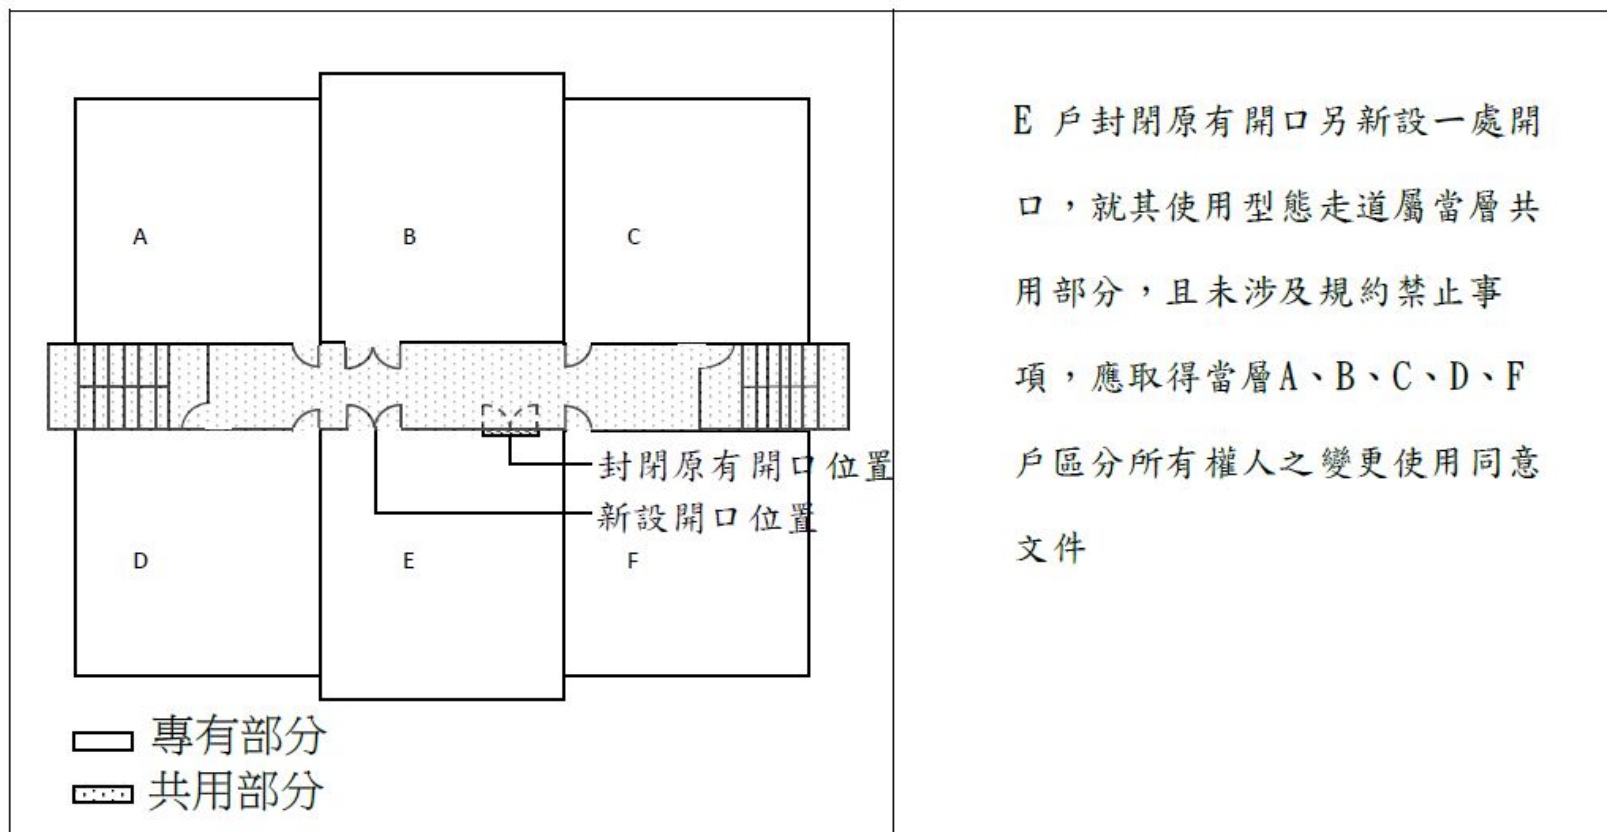 A
B
C
封閉原有開口位置
新設開口位置
D
E
F
專有部分
共用部分
E 戶封閉原有開口另新設一處開
口，就其使用型態走道屬當層共
用部分，且未涉及規約禁止事
項，應取得當層A、B、C、D、F
戶區分所有權人之變更使用同意
文件